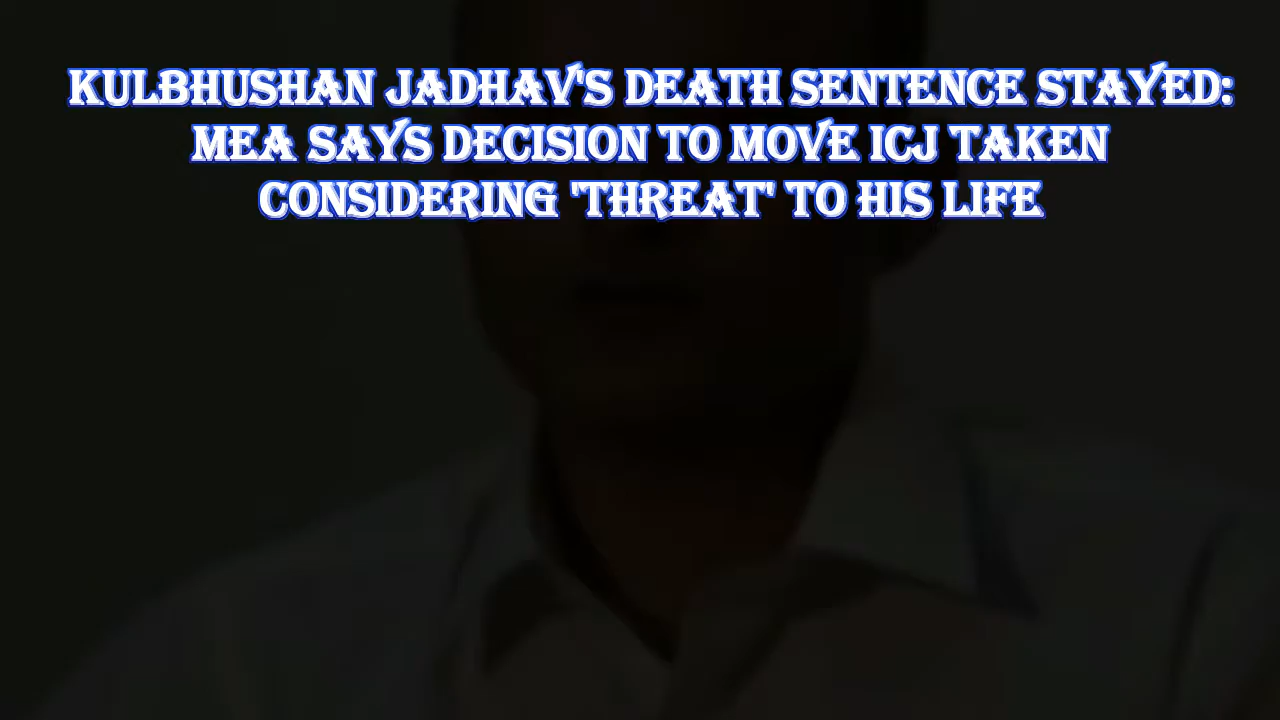 KULBHUSHAN JADHAV'S DEATH SENTENCE STAYED:
MEA SAYS DECISION TO MOVE ICJ TAKEN
CONSIDERING 'THREAT' TO HIS LIFE